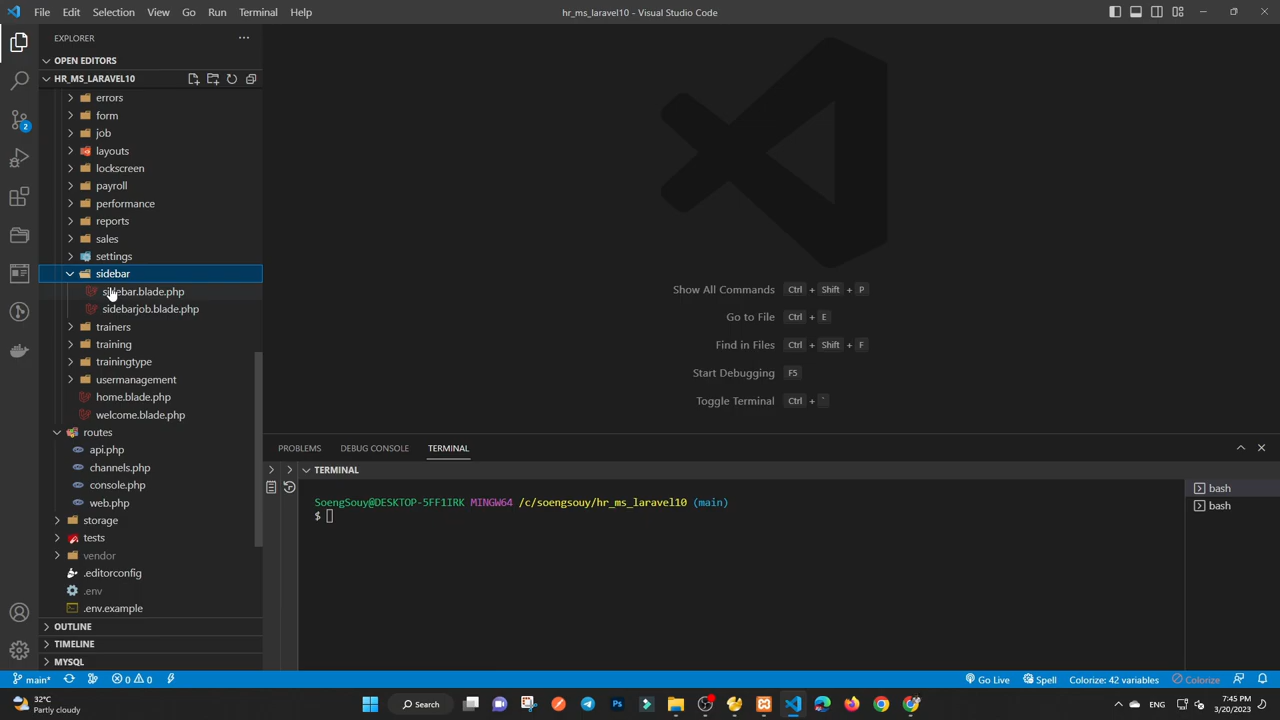 File Edit Selection View Go Run Terminal Help
hr_ms_laravel10 - Visual Studio Code
EXPLORER
OPEN EDITORS
HR_MS_LARAVEL10
errors
form
job
layouts
lockscreen
payroll
performance
reports
sales
settings
sidebar
sidebar.blade.php
sidebarjob.blade.php
trainers
training
trainingtype
usermanagement
home.blade.php
welcome.blade.php
routes
api.php
channels.php
console.php
web.php
storage
tests
vendor
.editorconfig
.env
.env.example
OUTLINE
TIMELINE
MYSQL
2
Show All Commands Ctrl + Shift + P
Go to File Ctrl + E
Find in Files Ctrl + Shift + F
Start Debugging F5
Toggle Terminal Ctrl + `
PROBLEMS DEBUG CONSOLE TERMINAL
TERMINAL
SoengSouy@DESKTOP-5FF1IRK MINGW64 /c/soengsouy/hr_ms_laravel10 (main)
$
bash
bash
main* 0 0 Go Live Spell Colorize: 42 variables Colorize
32°C
Partly cloudy
Search
ENG
7:45 PM
3/20/2023